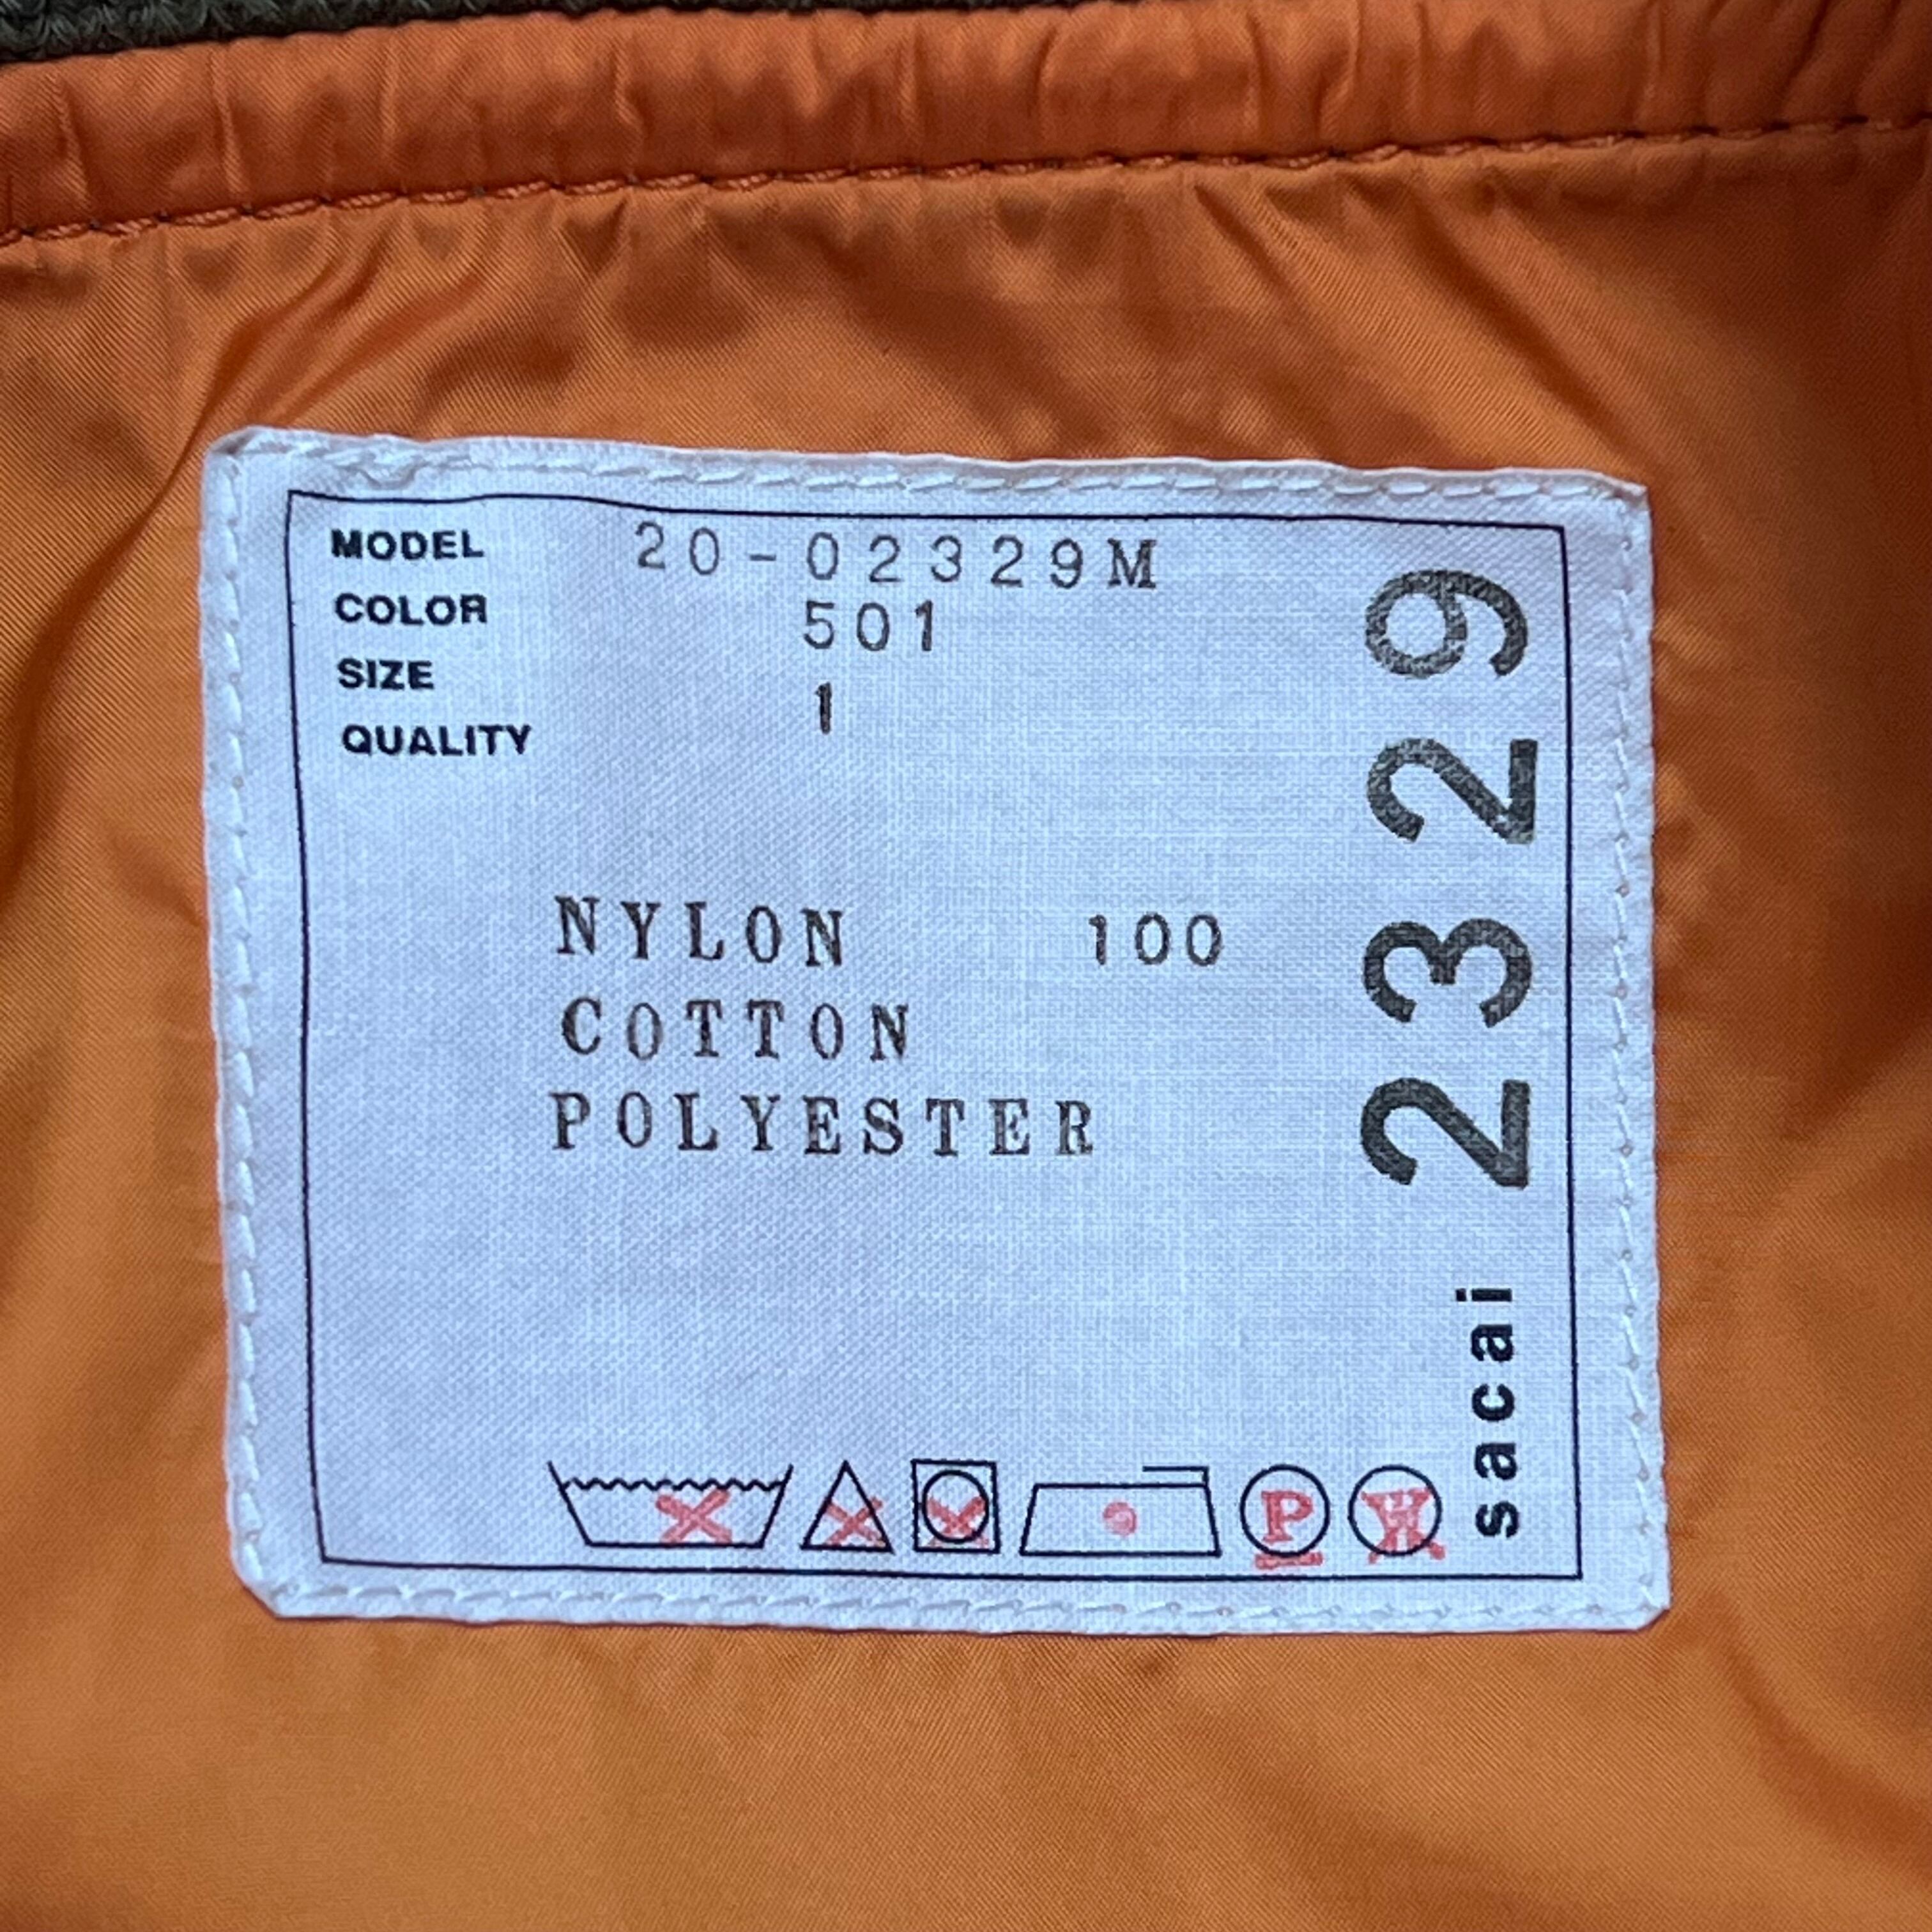 MODEL 20-02329M
COLOR 501
SIZE 1
QUALITY
NYLON 100
COTTON
POLYESTER
P W
sacai 2329